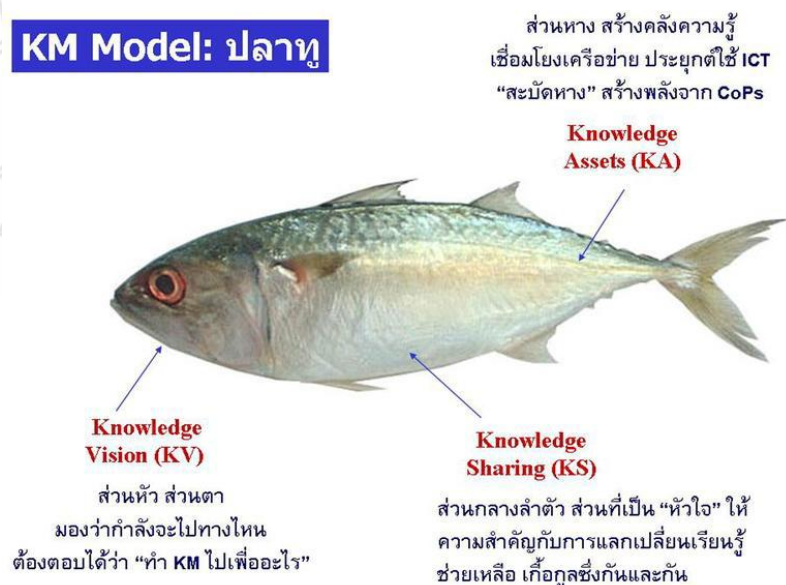 KM Model: ปลาทู
ส่วนหาง สร้างคลังความรู้
เชื่อมโยงเครือข่าย ประยุกต์ใช้ ICT
“สะบัดหาง” สร้างพลังจาก CoPs
Knowledge
Assets (KA)
Knowledge
Vision (KV)
ส่วนหัว ส่วนตา
มองว่ากำลังจะไปทางไหน
ต้องตอบได้ว่า “ทำ KM ไปเพื่ออะไร”
Knowledge
Sharing (KS)
ส่วนกลางลำตัว ส่วนที่เป็น “หัวใจ” ให้
ความสำคัญกับการแลกเปลี่ยนเรียนรู้
ช่วยเหลือ เกื้อกูลซึ่งกันและกัน